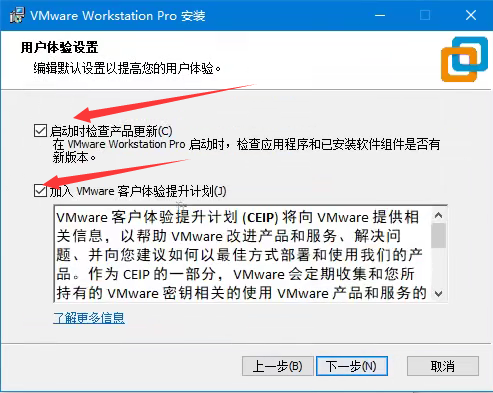 VMware Workstation Pro 安装
用户体验设置
编辑默认设置以提高您的用户体验。
启动时检查产品更新(C)
在 VMware Workstation Pro 启动时，检查应用程序和已安装软件组件是否有
新版本。
加入 VMware 客户体验提升计划(J)
VMware 客户体验提升计划 (CEIP) 将向 VMware 提供相
关信息，以帮助 VMware 改进产品和服务、解决问
题、并向您建议如何以最佳方式部署和使用我们的产
品。作为 CEIP 的一部分，VMware 会定期收集和您所
持有的 VMware 密钥相关的使用 VMware 产品和服务的
了解更多信息
上一步(B) 下一步(N) 取消